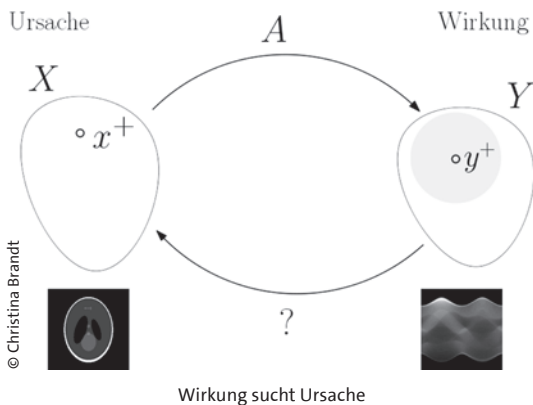 Ursache
A
Wirkung
X
Y
x⁺
y⁺
?
© Christina Brandt
Wirkung sucht Ursache